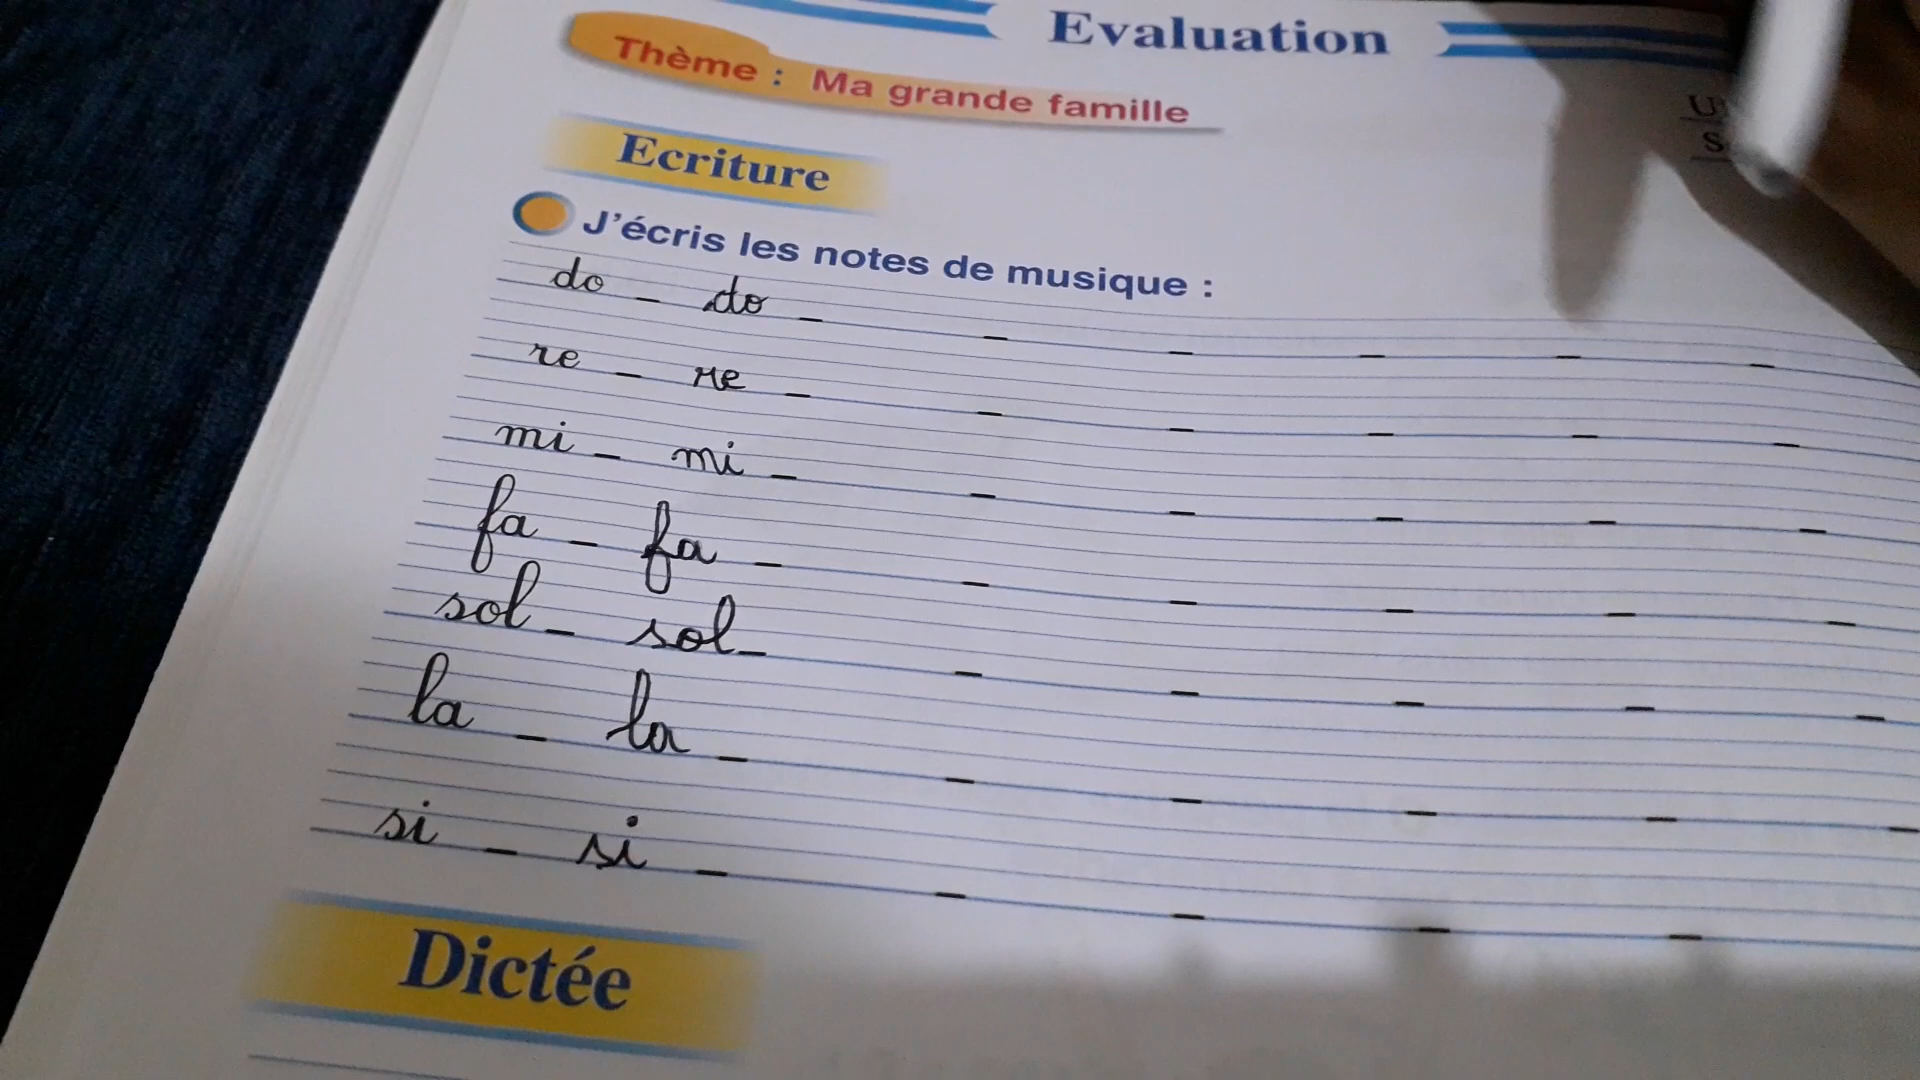 Evaluation
Thème : Ma grande famille
Ecriture
J'écris les notes de musique :
do _ do _ _ _ _ _ _
re _ re _ _ _ _ _ _
mi _ mi _ _ _ _ _ _
fa _ fa _ _ _ _ _ _
sol _ sol _ _ _ _ _ _
la _ la _ _ _ _ _ _
si _ si _ _ _ _ _
Dictée